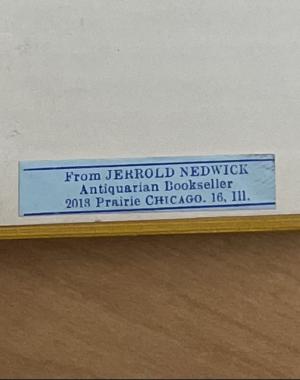 From JERROLD NEDWICK
Antiquarian Bookseller
2018 Prairie CHICAGO. 16, Ill.